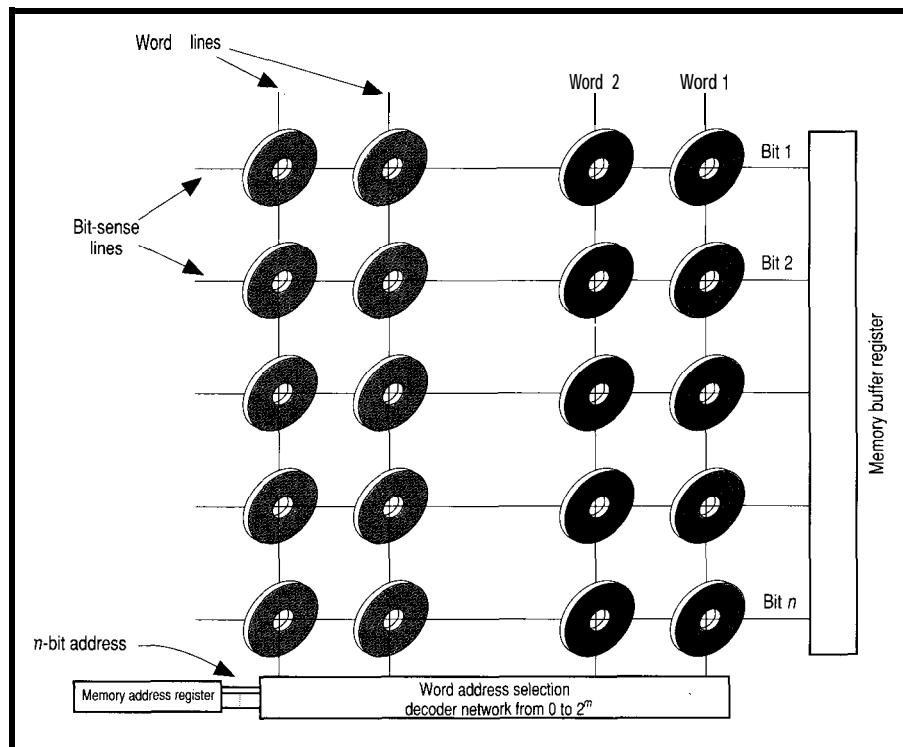 Word lines
Word 2
Word 1
Bit 1
Bit-sense
lines
Bit 2
Memory buffer register
Bit n
n-bit address
Memory address register
Word address selection
decoder network from 0 to 2ᵐ